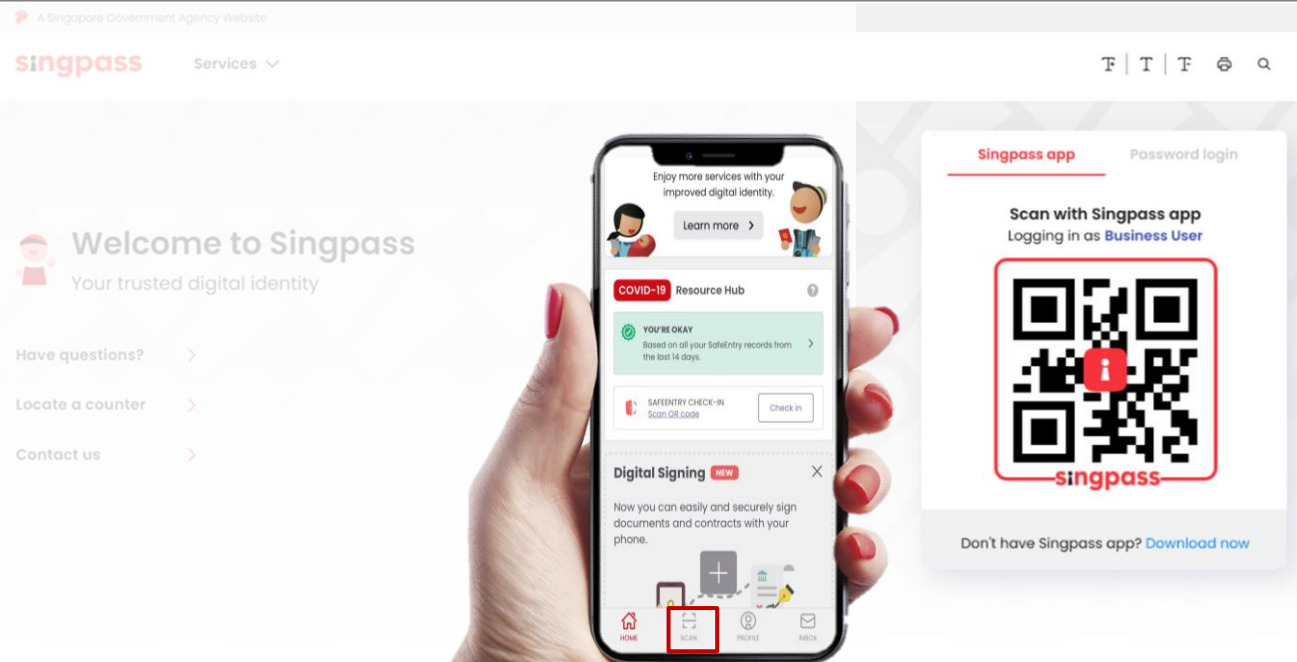 A Singapore Government Agency Website
singpass
Services
T T T
Welcome to Singpass
Your trusted digital identity
Have questions?
Locate a counter
Contact us
Enjoy more services with your
improved digital identity.
Learn more
COVID-19 Resource Hub
YOU'RE OKAY
Based on all your SafeEntry records from
the last 14 days.
SAFEENTRY CHECK-IN
Scan QR code
Check in
Digital Signing NEW
Now you can easily and securely sign
documents and contracts with your
phone.
HOME SCAN PROFILE INBOX
Singpass app Password login
Scan with Singpass app
Logging in as Business User
singpass
Don't have Singpass app? Download now